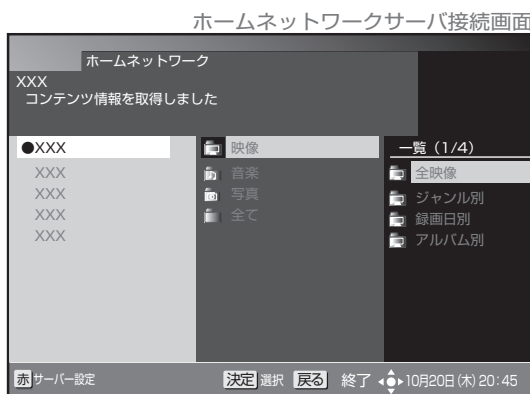 ホームネットワークサーバ接続画面
ホームネットワーク
XXX
コンテンツ情報を取得しました
●XXX
XXX
XXX
XXX
XXX
映像
音楽
写真
全て
一覧（1/4）
全映像
ジャンル別
録画日別
アルバム別
赤 サーバー設定 決定 選択 戻る 終了 10月20日(木) 20:45